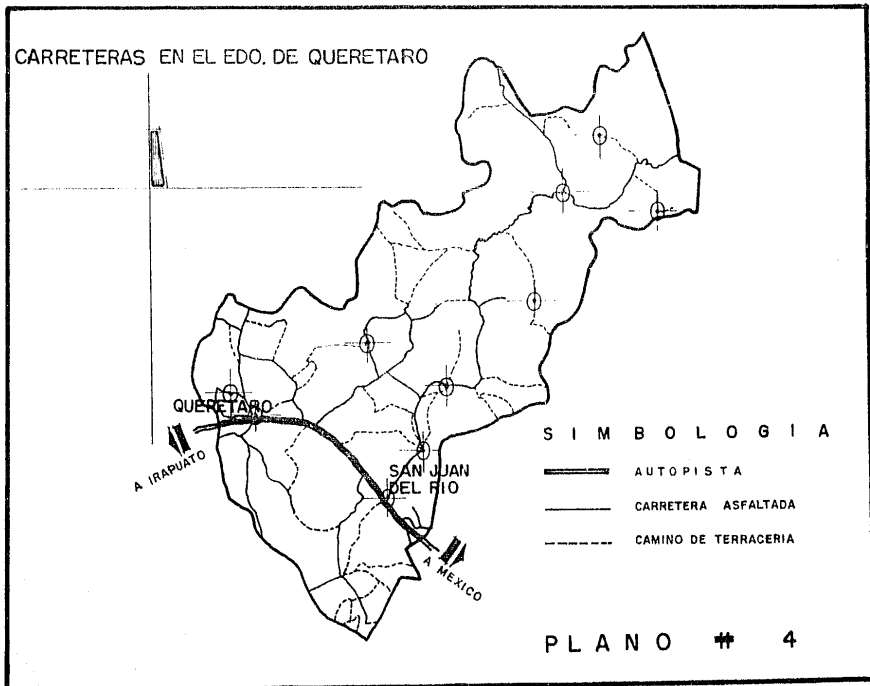 CARRETERAS EN EL EDO. DE QUERETARO
QUERETARO
A IRAPUATO
SAN JUAN
DEL RIO
A MEXICO
SIMBOLOGIA
AUTOPISTA
CARRETERA ASFALTADA
CAMINO DE TERRACERIA
PLANO # 4